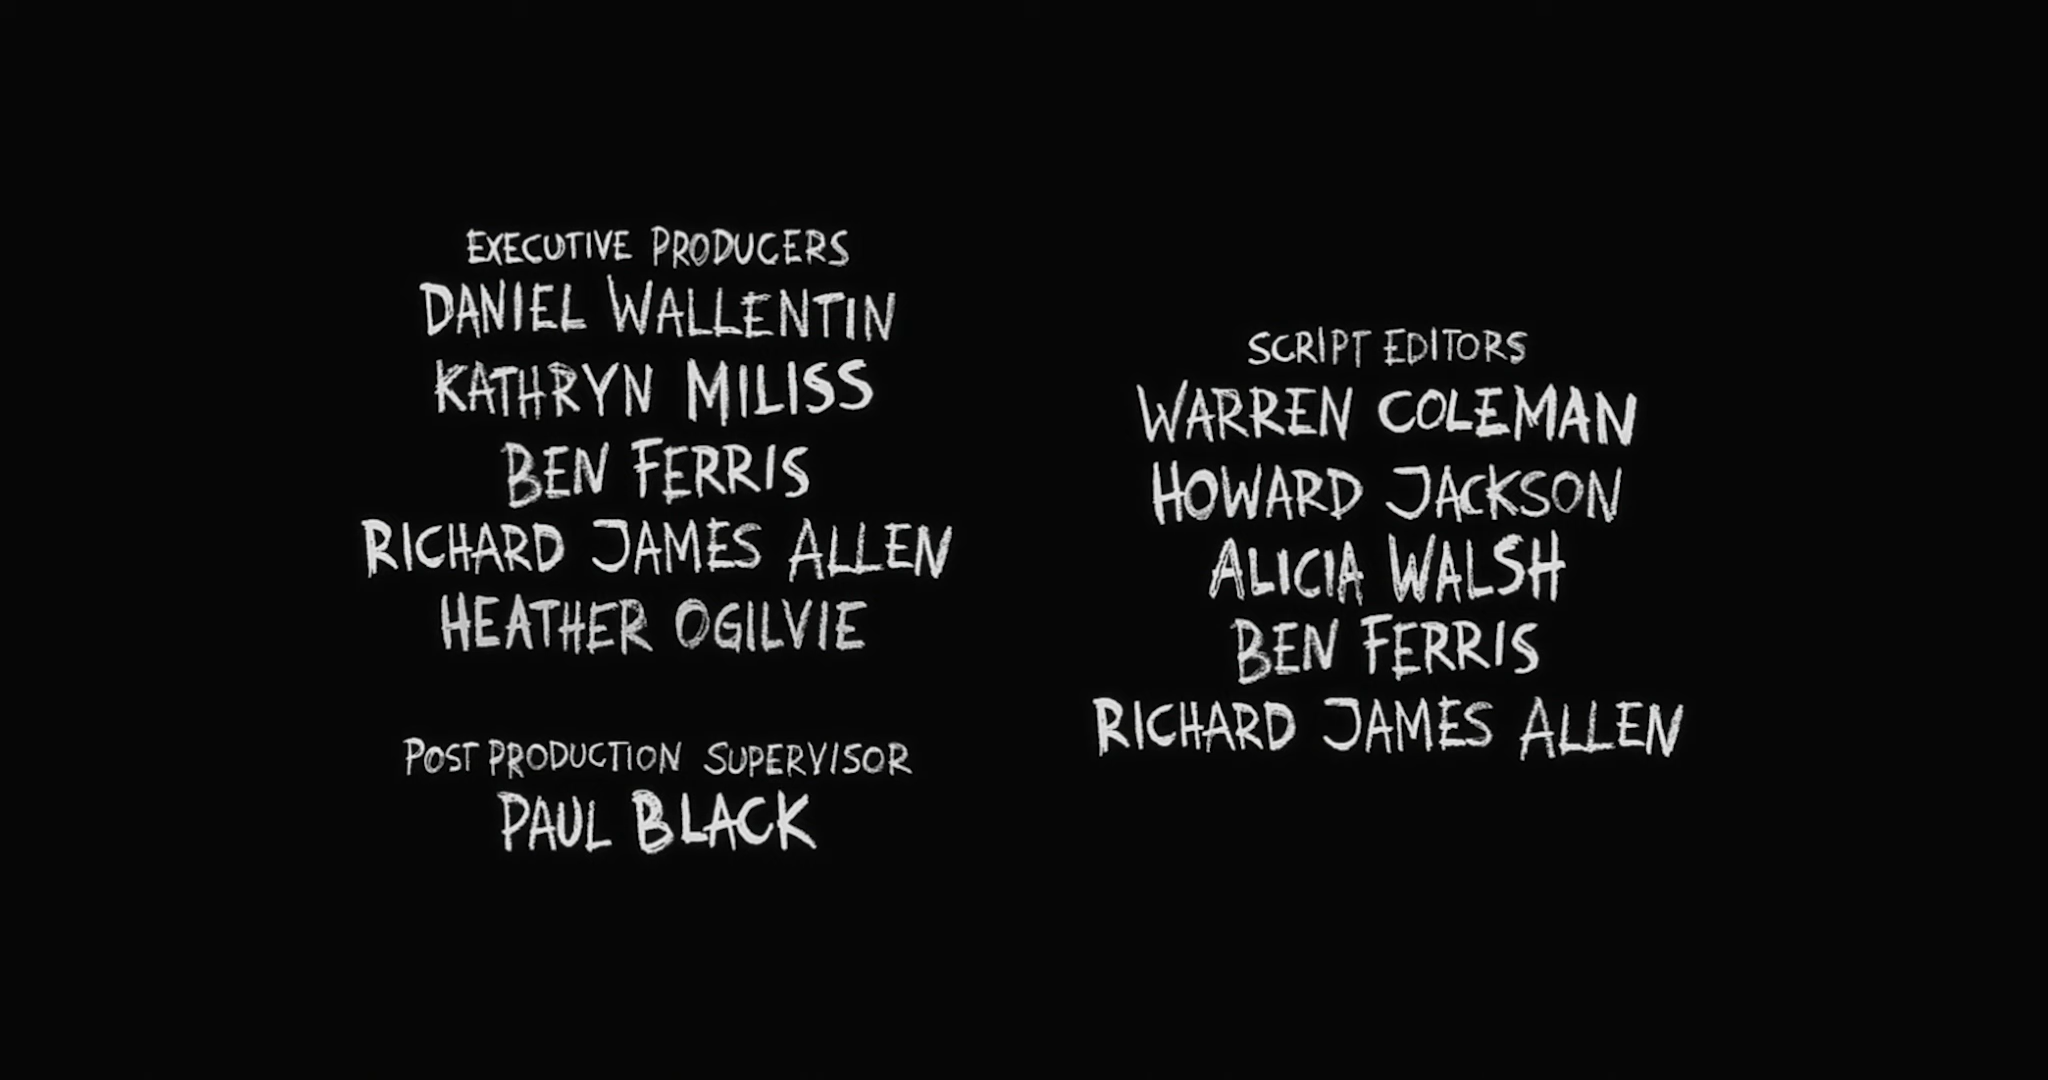 EXECUTIVE PRODUCERS
DANIEL WALLENTIN
KATHRYN MILISS
BEN FERRIS
RICHARD JAMES ALLEN
HEATHER OGILVIE
POST PRODUCTION SUPERVISOR
PAUL BLACK
SCRIPT EDITORS
WARREN COLEMAN
HOWARD JACKSON
ALICIA WALSH
BEN FERRIS
RICHARD JAMES ALLEN